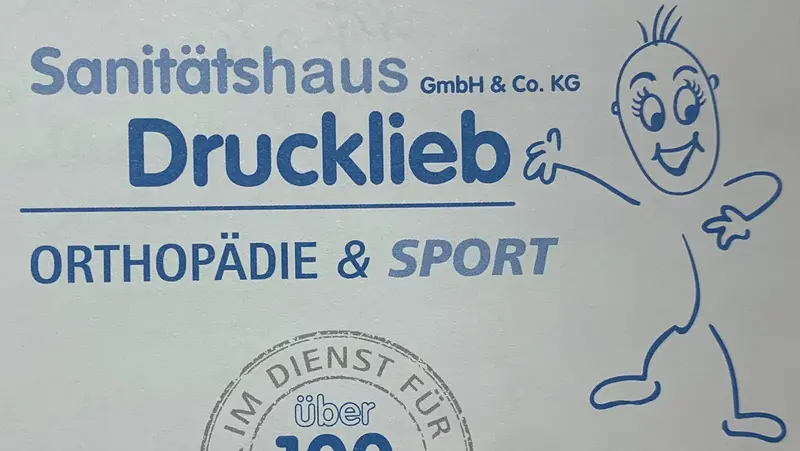 Sanitätshaus GmbH & Co. KG
Drucklieb
ORTHOPÄDIE & SPORT
IM DIENST FÜR
über